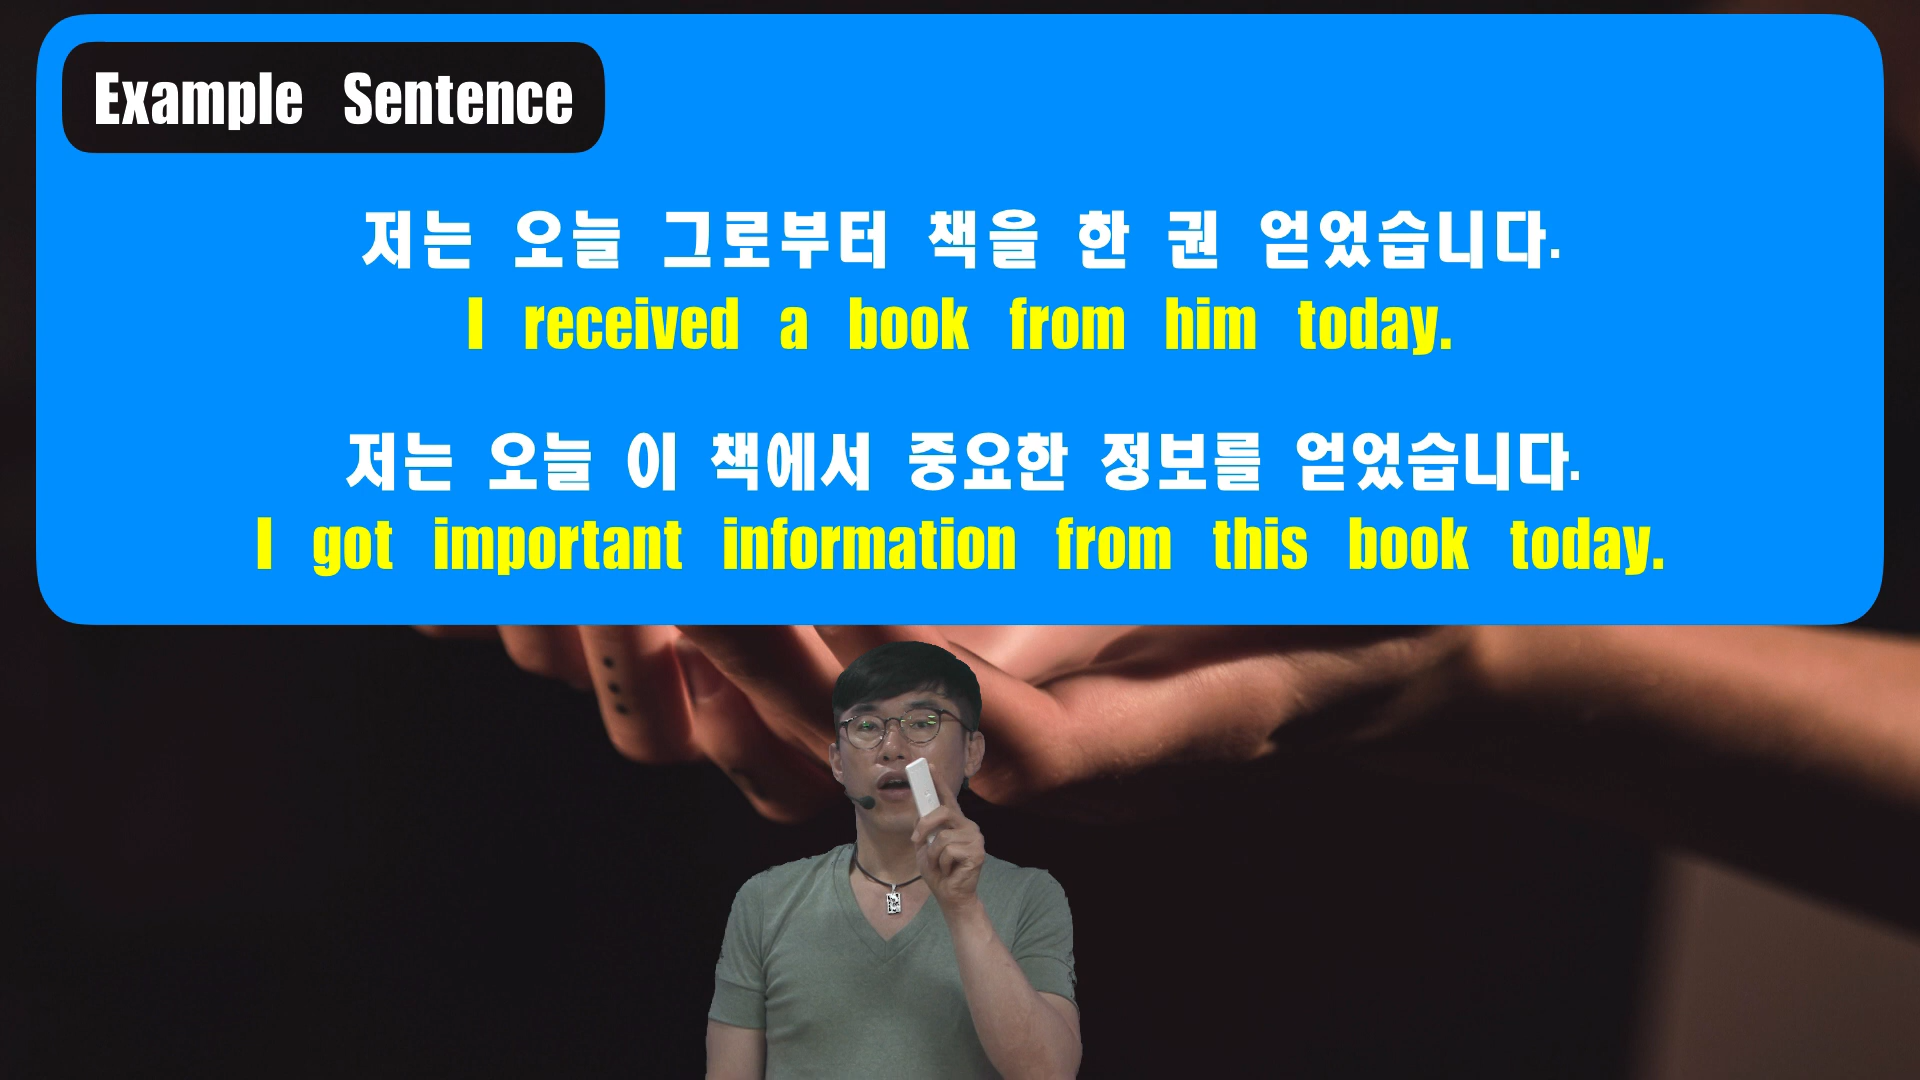 Example Sentence
저는 오늘 그로부터 책을 한 권 얻었습니다.
I received a book from him today.
저는 오늘 이 책에서 중요한 정보를 얻었습니다.
I got important information from this book today.